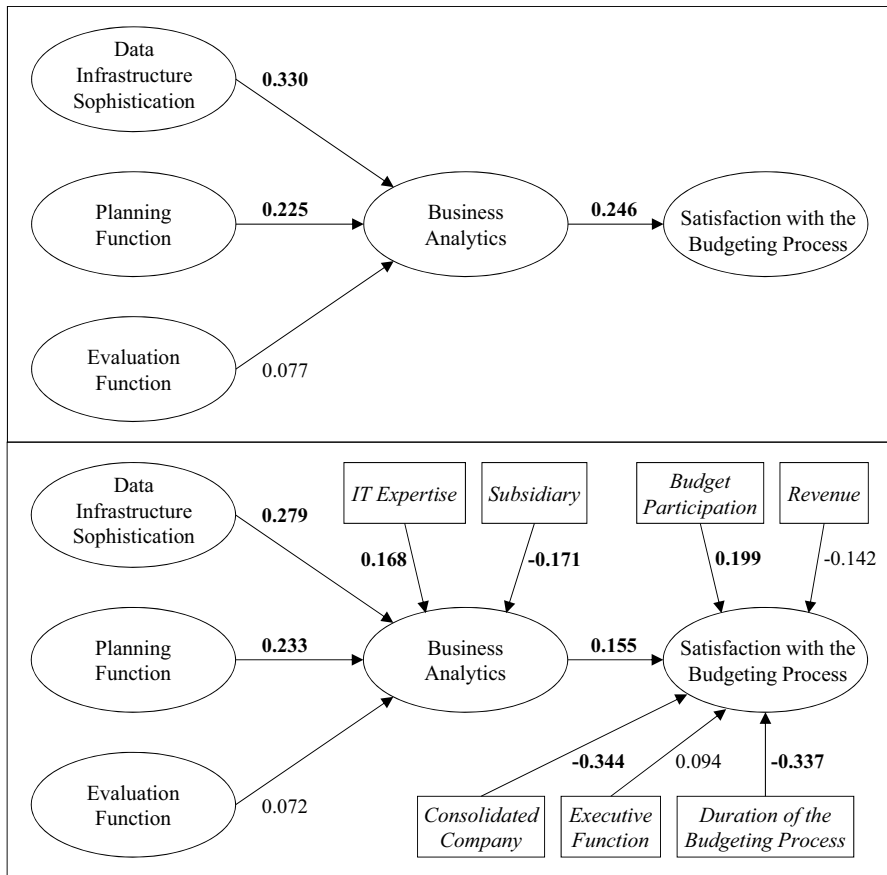 Data
Infrastructure
Sophistication
0.330
Planning
Function
0.225
Business
Analytics
0.246
Satisfaction with the
Budgeting Process
Evaluation
Function
0.077
Data
Infrastructure
Sophistication
0.279
IT Expertise
Subsidiary
Budget
Participation
Revenue
0.168
-0.171
0.199
-0.142
Planning
Function
0.233
Business
Analytics
0.155
Satisfaction with the
Budgeting Process
Evaluation
Function
0.072
-0.344
0.094
-0.337
Consolidated
Company
Executive
Function
Duration of the
Budgeting Process